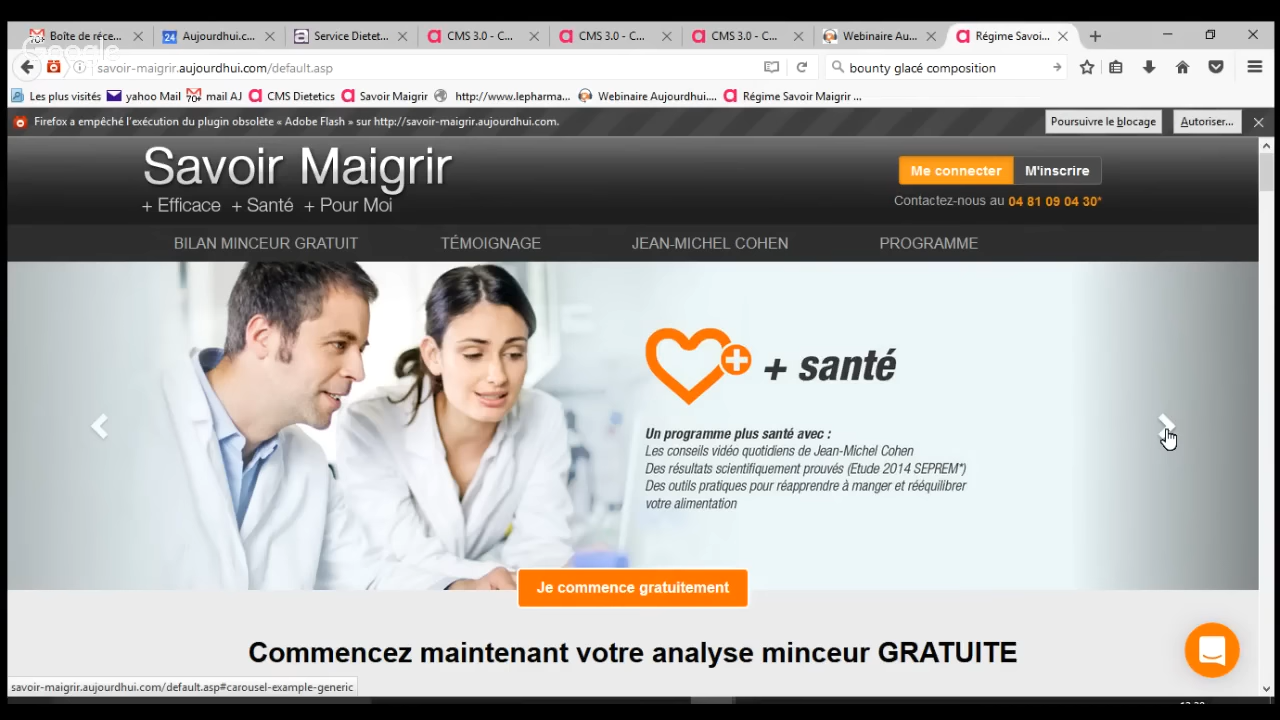 Boîte de réce...
Aujourdhui.c...
Service Dietet...
CMS 3.0 - C...
CMS 3.0 - C...
CMS 3.0 - C...
Webinaire Au...
Régime Savoi...
Google
savoir-maigrir.aujourdhui.com/default.asp
bounty glacé composition
Les plus visités
yahoo Mail
mail AJ
CMS Dietetics
Savoir Maigrir
http://www.lepharma...
Webinaire Aujourdhui....
Régime Savoir Maigrir ...
Firefox a empêché l'exécution du plugin obsolète « Adobe Flash » sur http://savoir-maigrir.aujourdhui.com.
Poursuivre le blocage
Autoriser...
Savoir Maigrir
+ Efficace + Santé + Pour Moi
Me connecter
M'inscrire
Contactez-nous au 04 81 09 04 30*
BILAN MINCEUR GRATUIT
TÉMOIGNAGE
JEAN-MICHEL COHEN
PROGRAMME
+ santé
Un programme plus santé avec :
Les conseils vidéo quotidiens de Jean-Michel Cohen
Des résultats scientifiquement prouvés (Etude 2014 SEPREM*)
Des outils pratiques pour réapprendre à manger et rééquilibrer
votre alimentation
Je commence gratuitement
Commencez maintenant votre analyse minceur GRATUITE
savoir-maigrir.aujourdhui.com/default.asp#carousel-example-generic